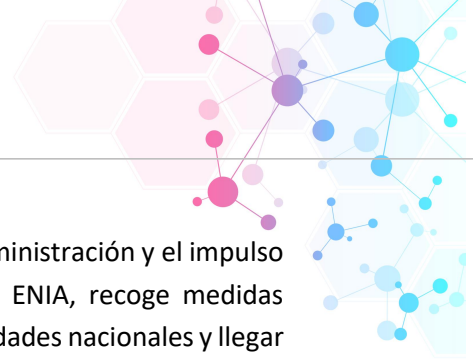 ministración y el impulso
ENIA, recoge medidas
dades nacionales y llegar